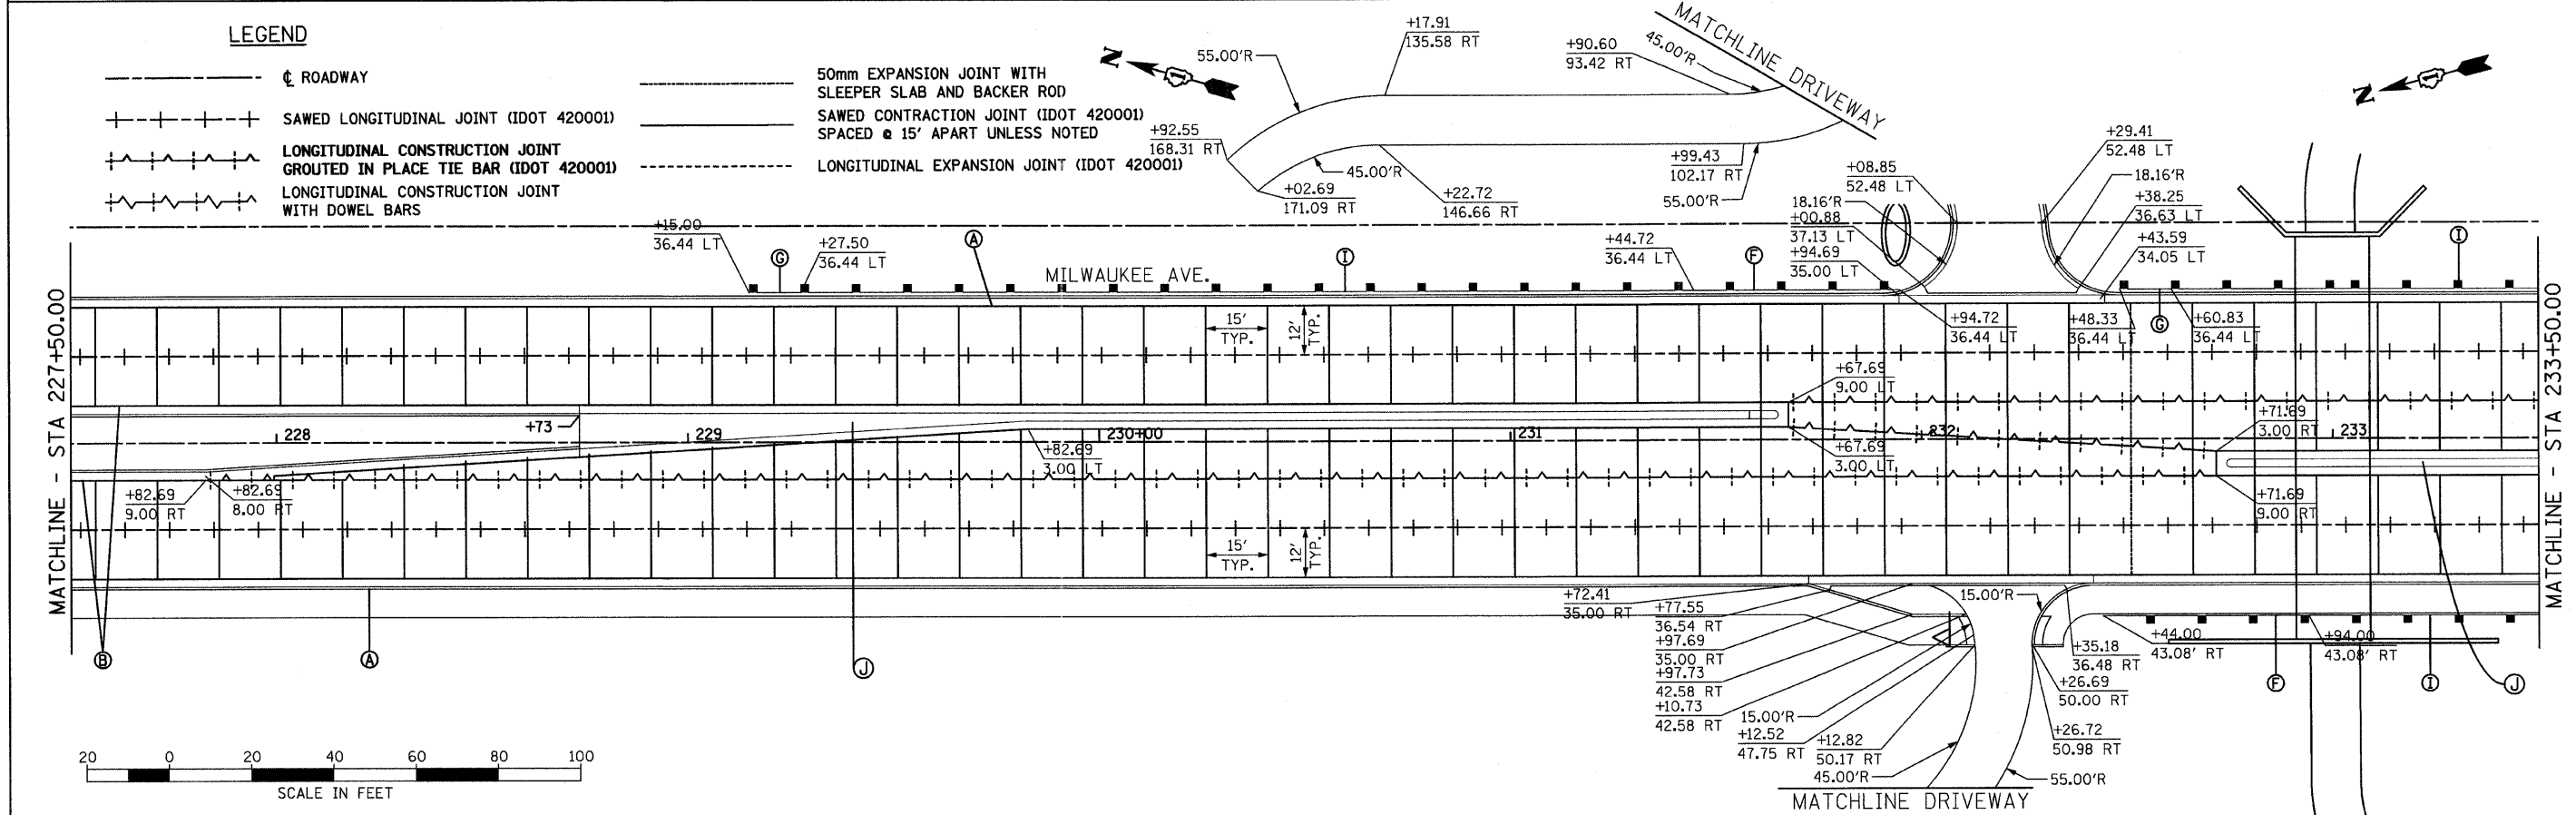 LEGEND
℄ ROADWAY
SAWED LONGITUDINAL JOINT (IDOT 420001)
LONGITUDINAL CONSTRUCTION JOINT
GROUTED IN PLACE TIE BAR (IDOT 420001)
LONGITUDINAL CONSTRUCTION JOINT
WITH DOWEL BARS
50mm EXPANSION JOINT WITH
SLEEPER SLAB AND BACKER ROD
SAWED CONTRACTION JOINT (IDOT 420001)
SPACED @ 15' APART UNLESS NOTED
LONGITUDINAL EXPANSION JOINT (IDOT 420001)
N
55.00'R
+17.91
135.58 RT
+90.60
93.42 RT
45.00'R
MATCHLINE DRIVEWAY
+92.55
168.31 RT
45.00'R
+02.69
171.09 RT
+22.72
146.66 RT
+99.43
102.17 RT
55.00'R
N
+08.85
52.48 LT
18.16'R
+00.88
37.13 LT
+94.69
35.00 LT
+29.41
52.48 LT
18.16'R
+38.25
36.63 LT
+43.59
34.05 LT
+15.00
36.44 LT
G
+27.50
36.44 LT
A
MILWAUKEE AVE.
I
+44.72
36.44 LT
F
I
MATCHLINE - STA 227+50.00
15'
TYP.
12'
TYP.
+94.72
36.44 LT
+48.33
36.44 LT
G
+60.83
36.44 LT
MATCHLINE - STA 233+50.00
+67.69
9.00 LT
+71.69
3.00 RT
228
+73
229
230+00
231
232
233
+82.69
3.00 LT
+67.69
3.00 LT
+82.69
9.00 RT
+82.69
8.00 RT
+71.69
9.00 RT
15'
TYP.
12'
TYP.
B
A
J
+72.41
35.00 RT
+77.55
36.54 RT
+97.69
35.00 RT
+97.73
42.58 RT
+10.73
42.58 RT
15.00'R
+12.52
47.75 RT
+12.82
50.17 RT
45.00'R
15.00'R
+35.18
36.48 RT
+26.69
50.00 RT
+26.72
50.98 RT
55.00'R
+44.00
43.08' RT
+94.00
43.08' RT
F
I
J
MATCHLINE DRIVEWAY
20 0 20 40 60 80 100
SCALE IN FEET